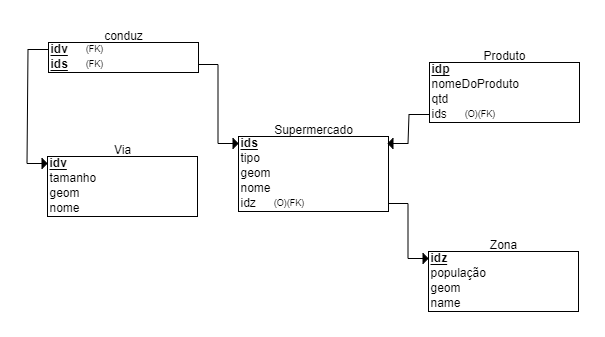 conduz
idv (FK)
ids (FK)
Produto
idp
nomeDoProduto
qtd
ids (O)(FK)
Supermercado
ids
tipo
geom
nome
idz (O)(FK)
Via
idv
tamanho
geom
nome
Zona
idz
população
geom
name